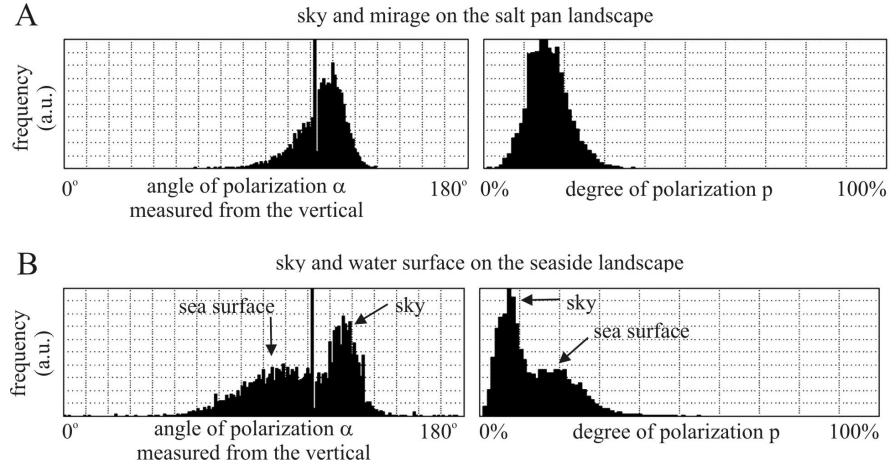 A
sky and mirage on the salt pan landscape
frequency
(a.u.)
0° angle of polarization α 180°
measured from the vertical
0% degree of polarization p 100%
B
sky and water surface on the seaside landscape
frequency
(a.u.)
sea surface
sky
sky
sea surface
0° angle of polarization α 180°
measured from the vertical
0% degree of polarization p 100%